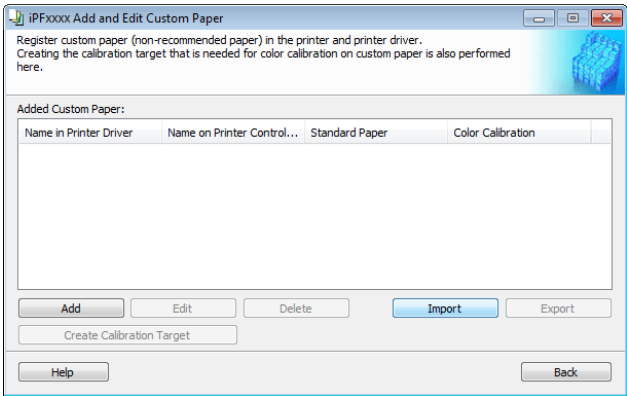 iPFxxxx Add and Edit Custom Paper
Register custom paper (non-recommended paper) in the printer and printer driver.
Creating the calibration target that is needed for color calibration on custom paper is also performed
here.
Added Custom Paper:
Name in Printer Driver Name on Printer Control... Standard Paper Color Calibration
Add Edit Delete Import Export
Create Calibration Target
Help Back